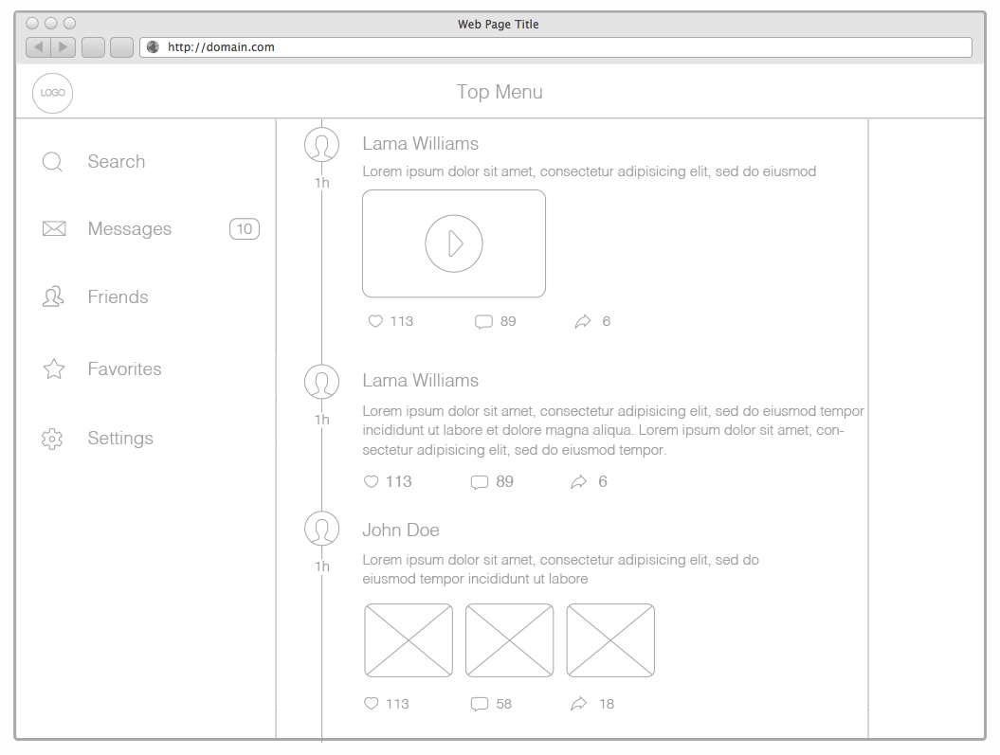 Web Page Title
http://domain.com
LOGO
Top Menu
Search
Messages
10
Friends
Favorites
Settings
Lama Williams
1h
Lorem ipsum dolor sit amet, consectetur adipisicing elit, sed do eiusmod
113 89 6
Lama Williams
1h
Lorem ipsum dolor sit amet, consectetur adipisicing elit, sed do eiusmod tempor
incididunt ut labore et dolore magna aliqua. Lorem ipsum dolor sit amet, con-
sectetur adipisicing elit, sed do eiusmod tempor.
113 89 6
John Doe
1h
Lorem ipsum dolor sit amet, consectetur adipisicing elit, sed do
eiusmod tempor incididunt ut labore
113 58 18